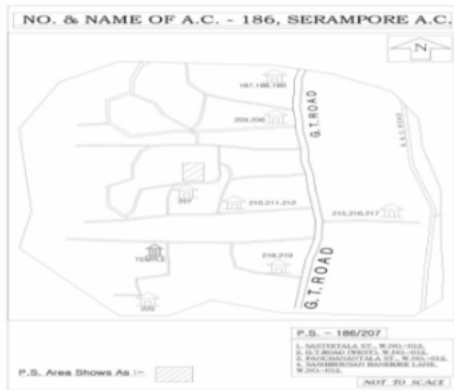 NO. & NAME OF A.C. - 186, SERAMPORE A.C.
N
187,188,189
G.T.ROAD
205,206
207
210,211,212
215,216,217
TEMPLE
218,219
G.T.ROAD
P.S. - 186/207
1. SASTHITALA ST., W.NO.-012,
2. G.T.ROAD (WEST), W.NO.-012,
3. PANCHANANTALA ST., W.NO.-012,
4. SASHIBHUSAN BANERJEE LANE,
W.NO.-012,
P.S. Area Shows As :-
NOT TO SCALE